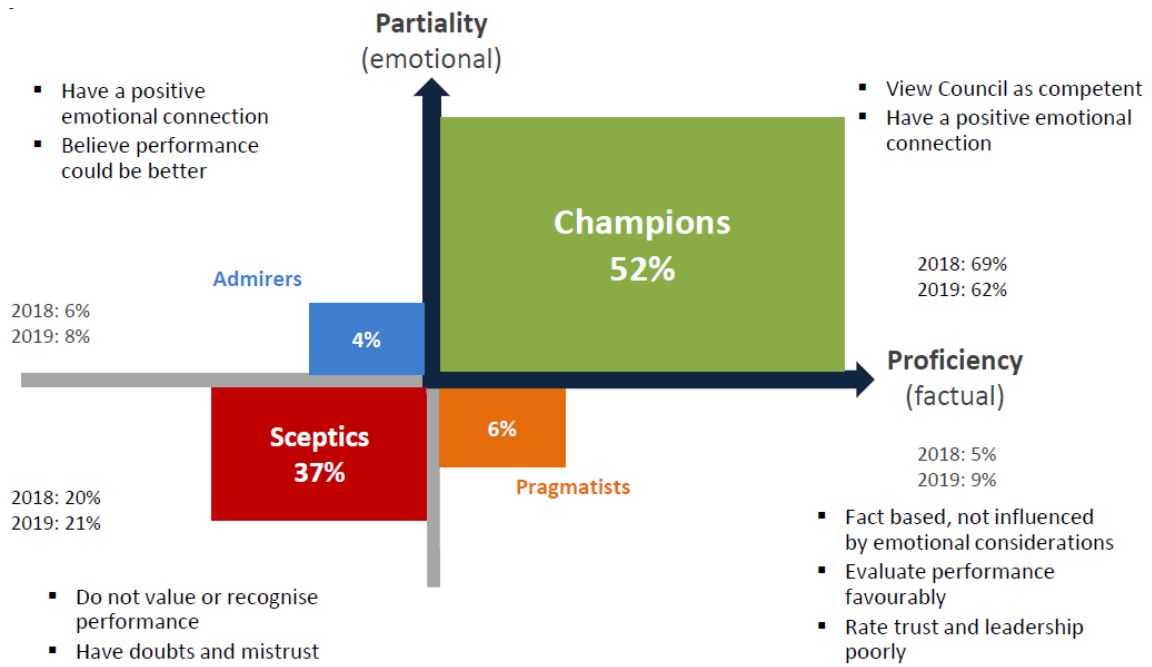 Partiality
(emotional)
▪ Have a positive
emotional connection
▪ Believe performance
could be better
▪ View Council as competent
▪ Have a positive emotional
connection
Champions
52%
2018: 69%
2019: 62%
Admirers
2018: 6%
2019: 8%
4%
Proficiency
(factual)
Sceptics
37%
6%
Pragmatists
2018: 5%
2019: 9%
2018: 20%
2019: 21%
▪ Fact based, not influenced
by emotional considerations
▪ Evaluate performance
favourably
▪ Rate trust and leadership
poorly
▪ Do not value or recognise
performance
▪ Have doubts and mistrust